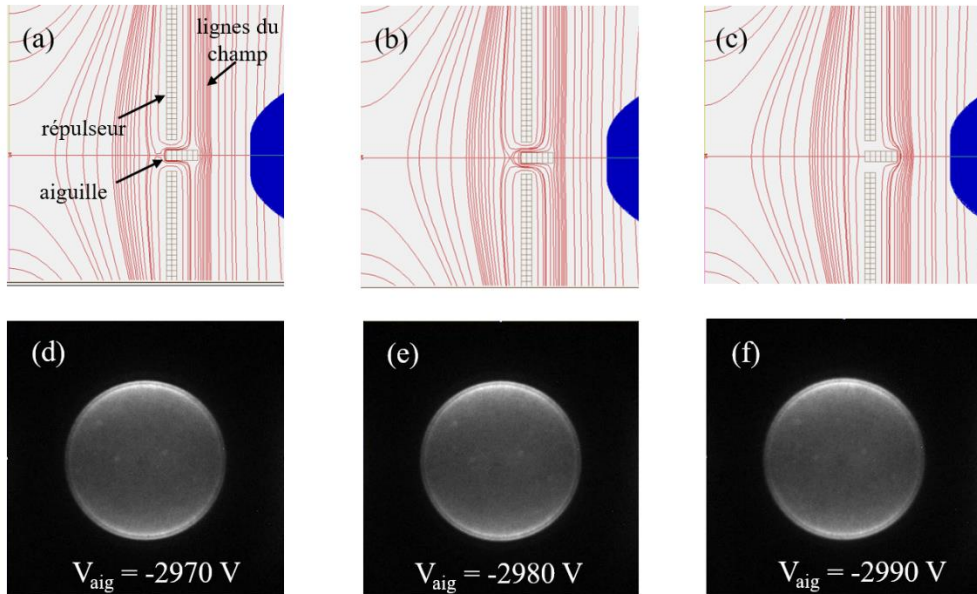 (a)
lignes du
champ
répulseur
aiguille
(b)
(c)
(d)
V_aig = -2970 V
(e)
V_aig = -2980 V
(f)
V_aig = -2990 V